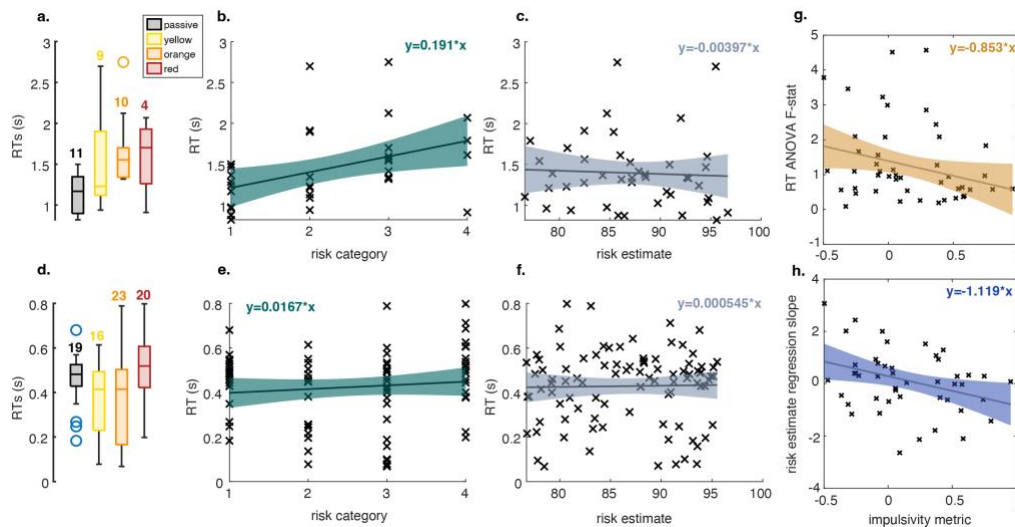 a.
passive
yellow
orange
red
9
10
4
11
RTs (s)
3
2.5
2
1.5
1
b.
y=0.191*x
RT (s)
3
2.5
2
1.5
1
1 2 3 4
risk category
c.
y=-0.00397*x
RT (s)
3
2.5
2
1.5
1
80 85 90 95 100
risk estimate
g.
y=-0.853*x
RT ANOVA F-stat
5
4
3
2
1
0
-1
-0.5 0 0.5
d.
23
20
16
19
RTs (s)
0.8
0.6
0.4
0.2
0
e.
y=0.0167*x
RT (s)
0.8
0.6
0.4
0.2
0
1 2 3 4
risk category
f.
y=0.000545*x
RT (s)
0.8
0.6
0.4
0.2
0
80 85 90 95 100
risk estimate
h.
y=-1.119*x
risk estimate regression slope
4
2
0
-2
-4
-0.5 0 0.5
impulsivity metric